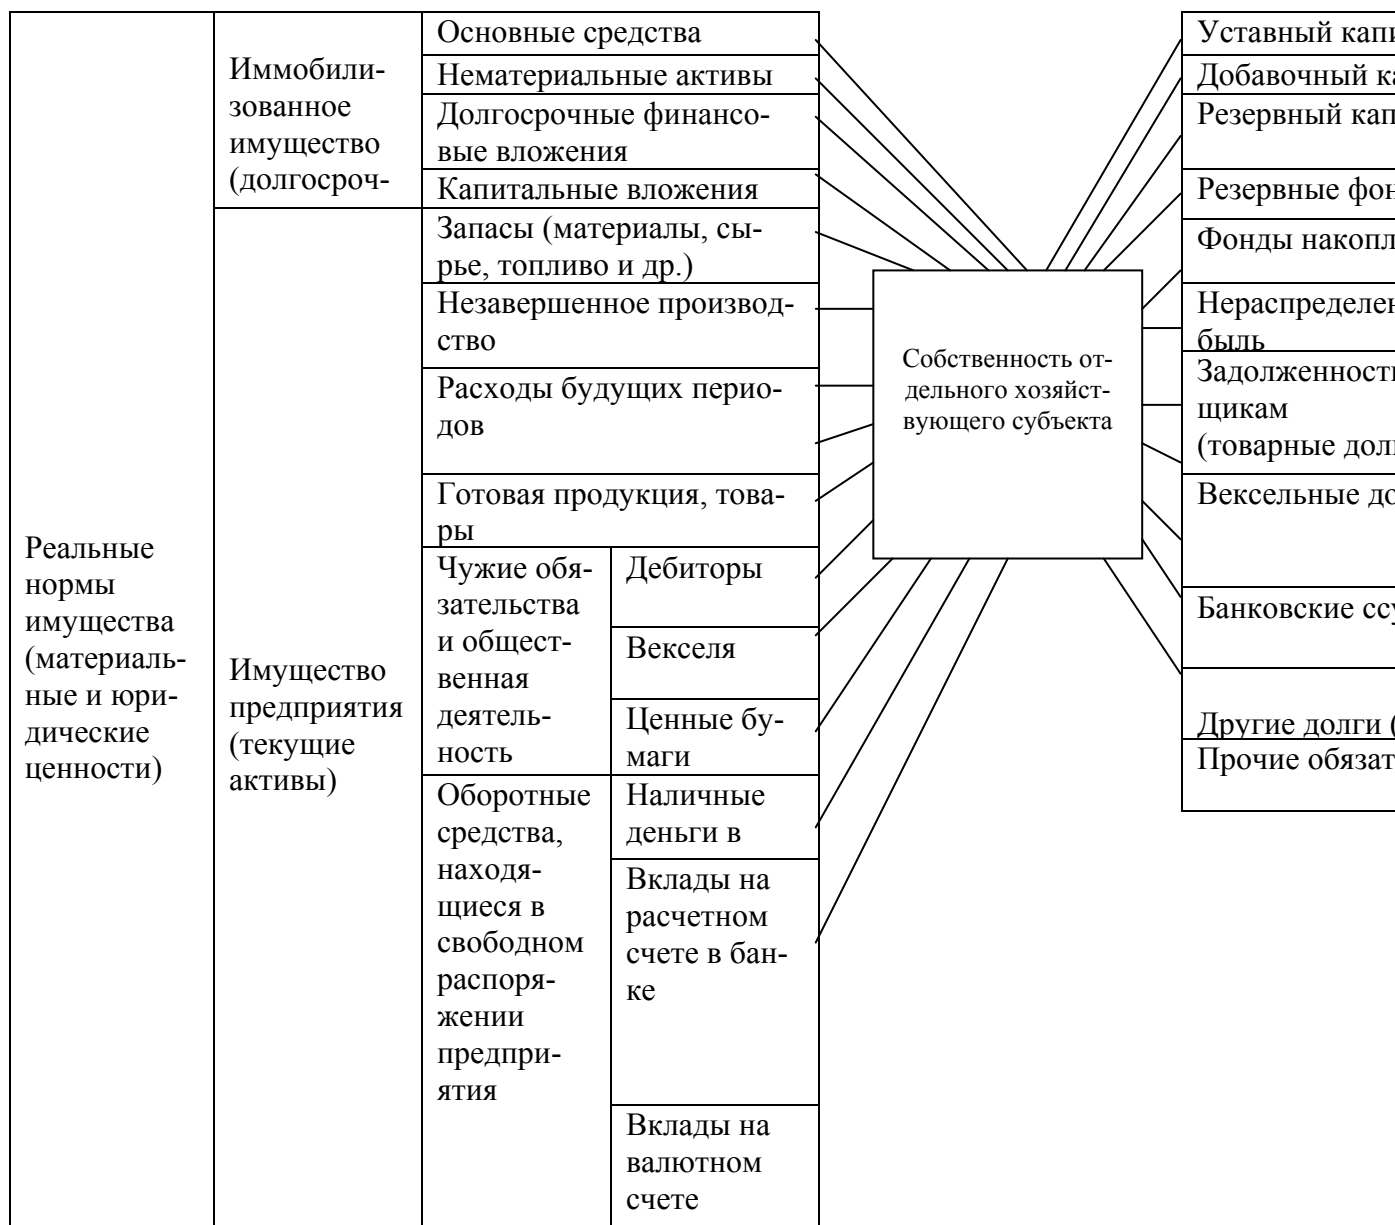 Реальные
нормы
имущества
(материаль-
ные и юри-
дические
ценности)
Иммобили-
зованное
имущество
(долгосроч-
Имущество
предприятия
(текущие
активы)
Основные средства
Нематериальные активы
Долгосрочные финансо-
вые вложения
Капитальные вложения
Запасы (материалы, сы-
рье, топливо и др.)
Незавершенное производ-
ство
Расходы будущих перио-
дов
Готовая продукция, това-
ры
Чужие обя-
зательства
и общест-
венная
деятель-
ность
Дебиторы
Векселя
Ценные бу-
маги
Оборотные
средства,
находя-
щиеся в
свободном
распоря-
жении
предпри-
ятия
Наличные
деньги в
Вклады на
расчетном
счете в бан-
ке
Вклады на
валютном
счете
Собственность от-
дельного хозяйст-
вующего субъекта
Уставный капи
Добавочный ка
Резервный кап
Резервные фон
Фонды накопл
Нераспределен
быль
Задолженност
щикам
(товарные дол
Вексельные до
Банковские ссу
Другие долги (
Прочие обязат